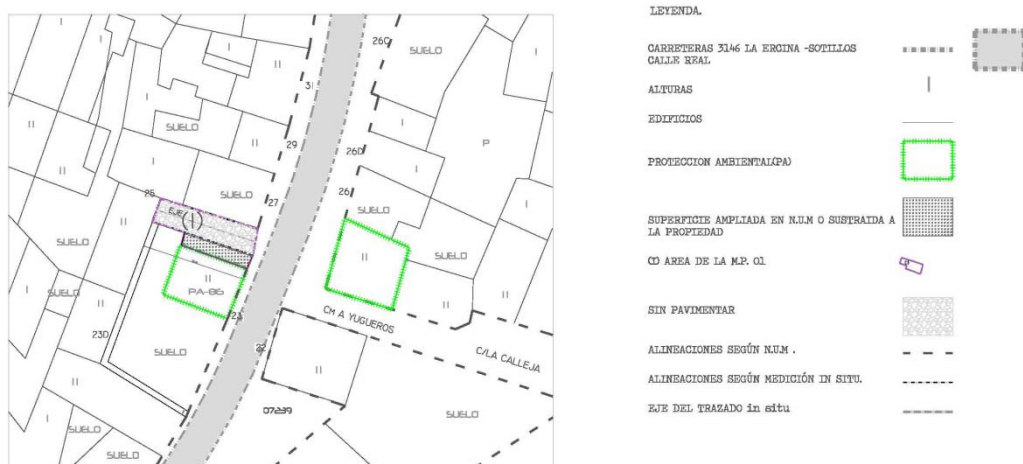 LEYENDA.
CARRETERAS 3146 LA ERCINA -SOTILLOS
CALLE REAL
ALTURAS
I
EDIFICIOS
PROTECCION AMBIENTAL(PA)
SUPERFICIE AMPLIADA EN N.U.M O SUSTRAIDA A
LA PROPIEDAD
(1) AREA DE LA M.P. 01
SIN PAVIMENTAR
ALINEACIONES SEGÚN N.U.M .
ALINEACIONES SEGÚN MEDICIÓN IN SITU.
EJE DEL TRAZADO in situ
26C
SUELO
I
I
II
I
II
31
I
II
SUELO
I
P
II
29
26D
I
SUELO
I
25
SUELO
27
26
SUELO
EJE
(1)
SUELO
II
II
II
PA-86
II
II
23
CM A YUGUEROS
23D
SUELO
22
C/LA CALLEJA
II
II
07239
SUELO
I
SUELO
SUELO